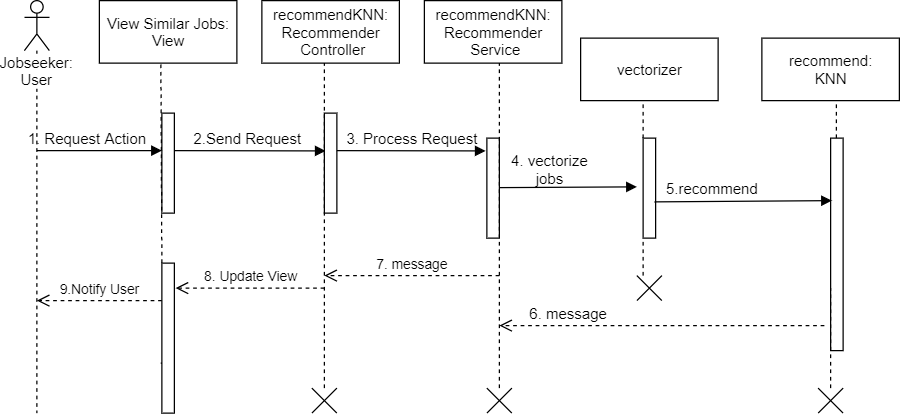 Jobseeker:
User
View Similar Jobs:
View
recommendKNN:
Recommender
Controller
recommendKNN:
Recommender
Service
vectorizer
recommend:
KNN
1. Request Action
2.Send Request
3. Process Request
4. vectorize
jobs
5.recommend
7. message
8. Update View
9.Notify User
6. message